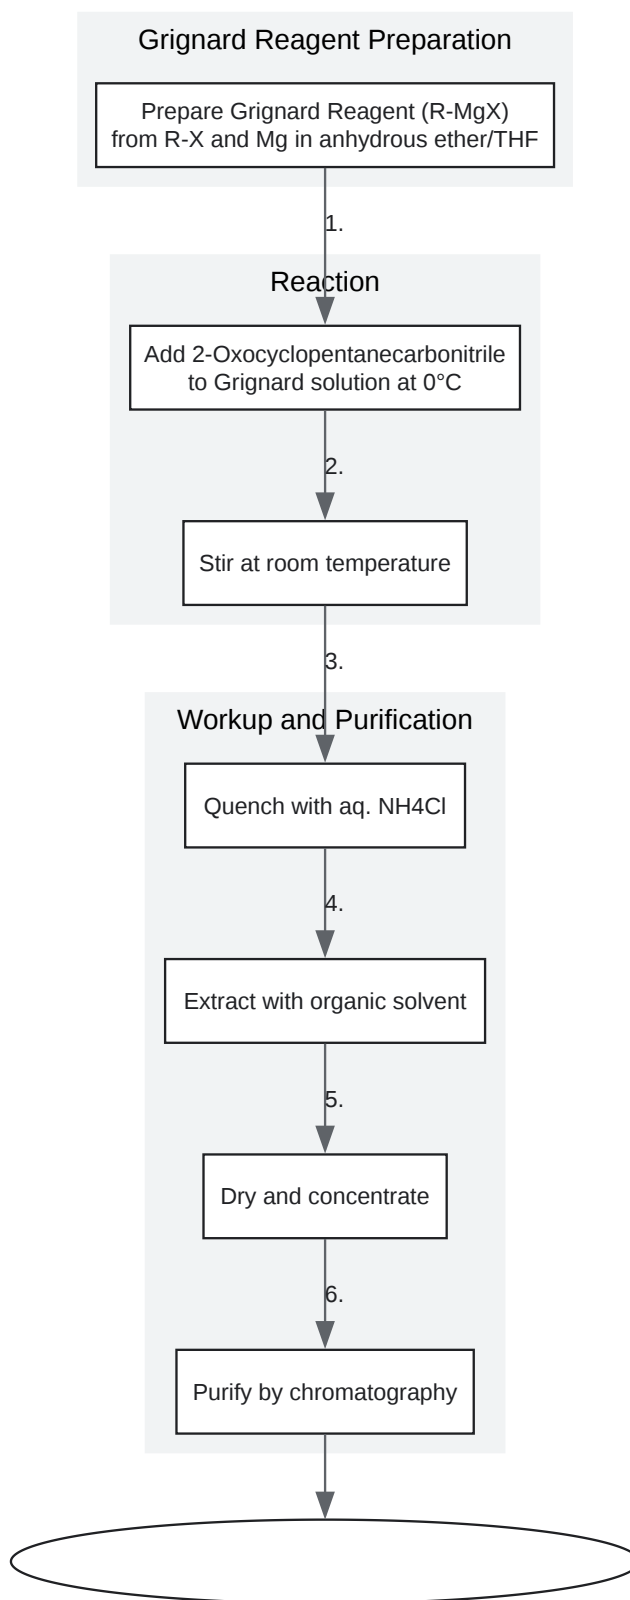 Grignard Reagent Preparation
Prepare Grignard Reagent (R-MgX)
from R-X and Mg in anhydrous ether/THF
1.
Reaction
Add 2-Oxocyclopentanecarbonitrile
to Grignard solution at 0°C
2.
Stir at room temperature
3.
Workup and Purification
Quench with aq. NH4Cl
4.
Extract with organic solvent
5.
Dry and concentrate
6.
Purify by chromatography